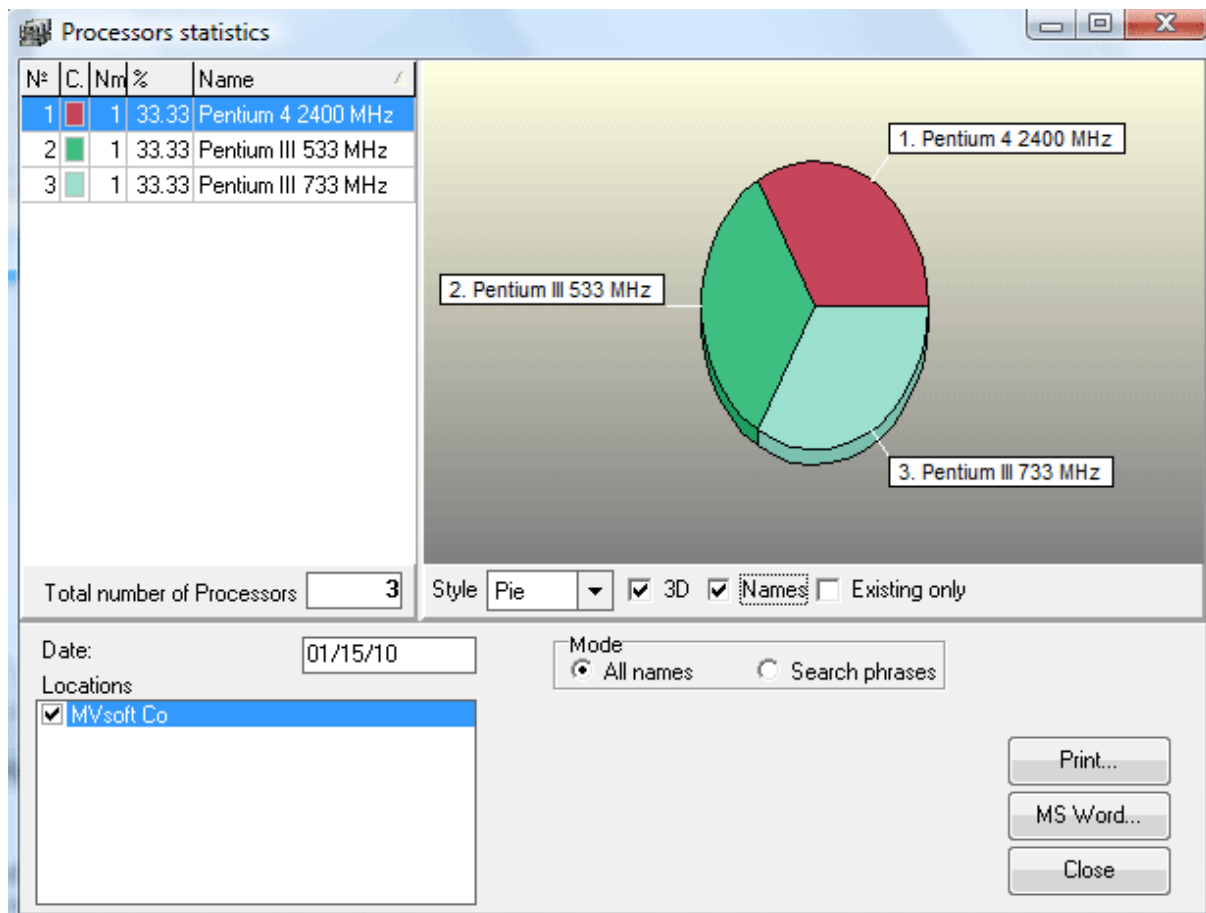 Processors statistics
Nº C. Nm % Name
1 1 33.33 Pentium 4 2400 MHz
2 1 33.33 Pentium III 533 MHz
3 1 33.33 Pentium III 733 MHz
1. Pentium 4 2400 MHz
2. Pentium III 533 MHz
3. Pentium III 733 MHz
Total number of Processors 3
Style Pie 3D Names Existing only
Date: 01/15/10
Mode
All names Search phrases
Locations
MVsoft Co
Print...
MS Word...
Close